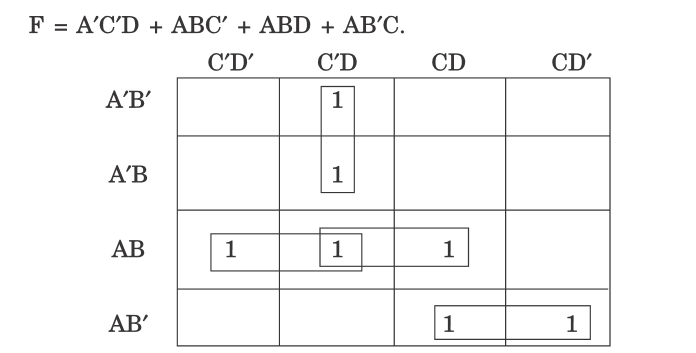 F = A′C′D + ABC′ + ABD + AB′C.
C′D′ C′D CD CD′
A′B′ 1
A′B 1
AB 1 1 1
AB′ 1 1